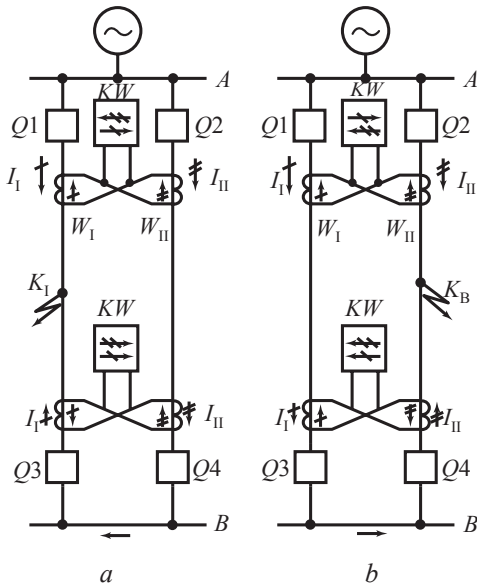 A A
KW KW
Q1 Q2 Q1 Q2
I_I I_II I_I I_II
W_I W_II W_I W_II
K_I K_B
KW KW
I_I I_II I_I I_II
Q3 Q4 Q3 Q4
B B
a b